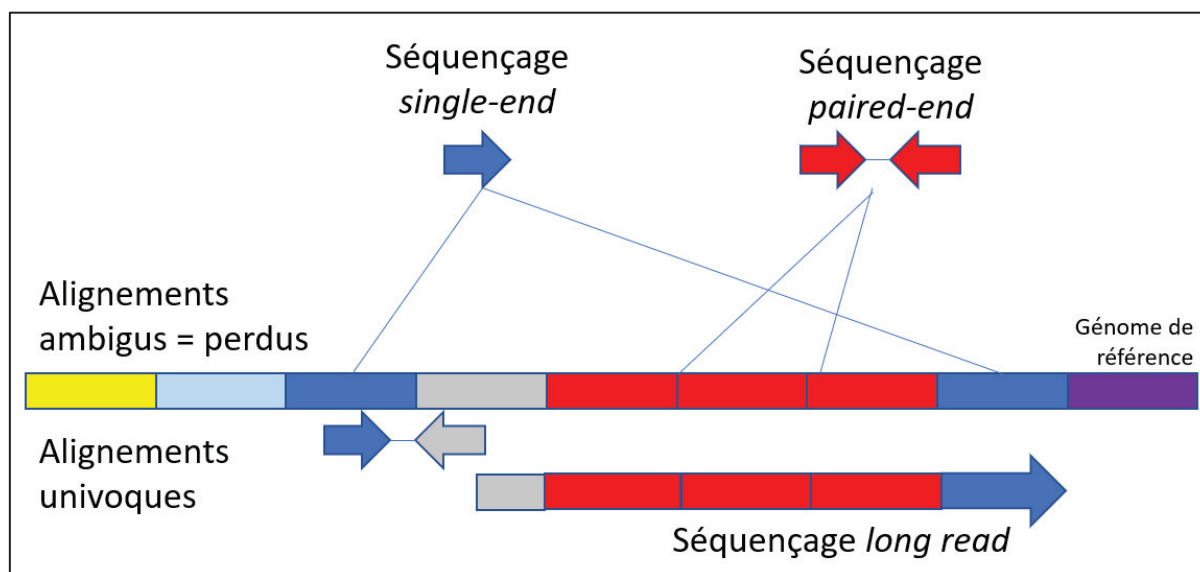 Séquençage
single-end
Séquençage
paired-end
Alignements
ambigus = perdus
Génome de
référence
Alignements
univoques
Séquençage long read